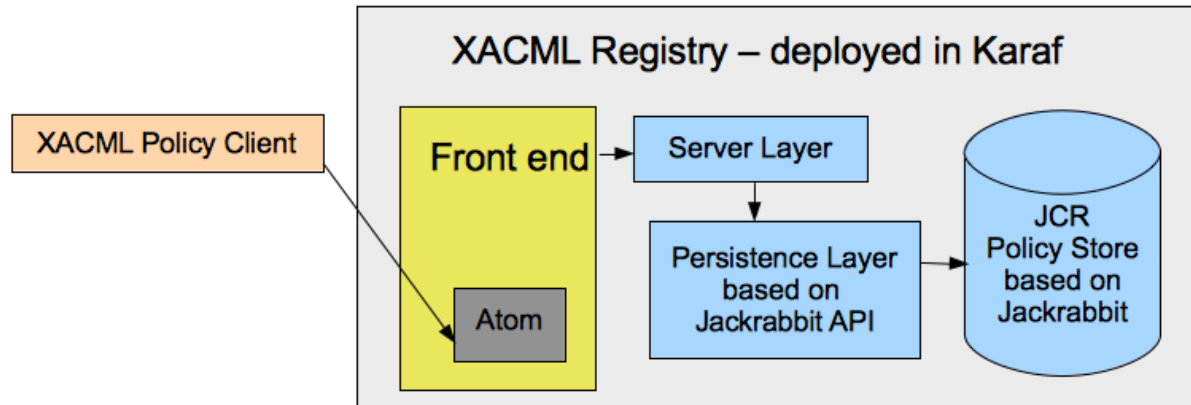 XACML Registry – deployed in Karaf
XACML Policy Client
Front end
Atom
Server Layer
Persistence Layer
based on
Jackrabbit API
JCR
Policy Store
based on
Jackrabbit